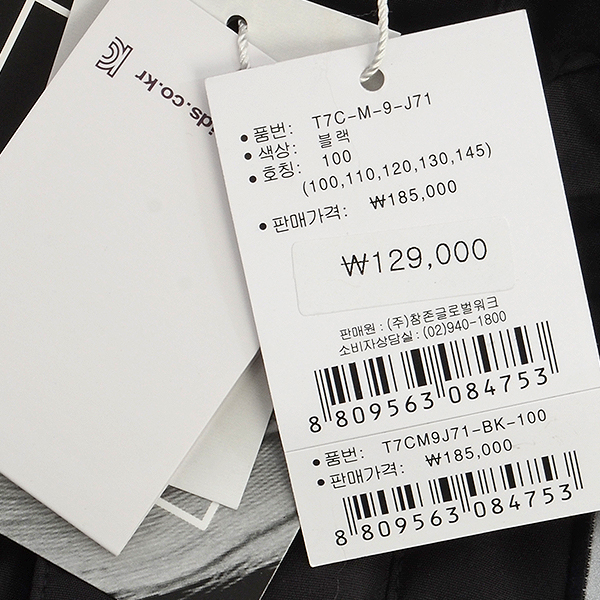 ids.co.kr
• 품번: T7C-M-9-J71
• 색상: 블랙
• 호칭: 100
(100,110,120,130,145)
• 판매가격: ₩185,000
₩129,000
판매원 : (주)참존글로벌워크
소비자상담실 : (02)940-1800
8 809563 084753
• 품번: T7CM9J71-BK-100
• 판매가격: ₩185,000
8 809563 084753